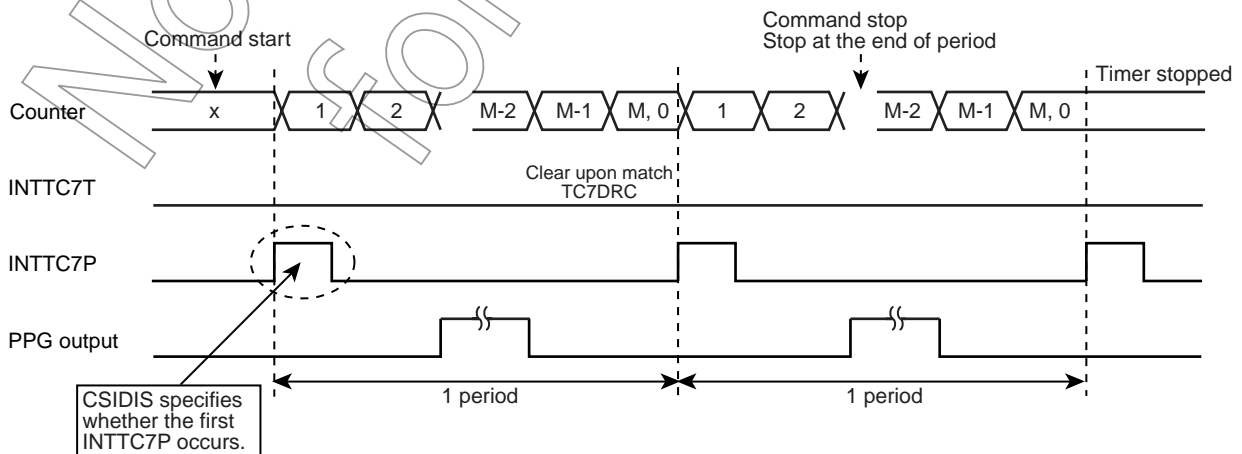 No
for
Command start
Command stop
Stop at the end of period
Timer stopped
Counter
x
1
2
M-2
M-1
M, 0
1
2
M-2
M-1
M, 0
INTTC7T
Clear upon match
TC7DRC
INTTC7P
PPG output
CSIDIS specifies
whether the first
INTTC7P occurs.
1 period
1 period